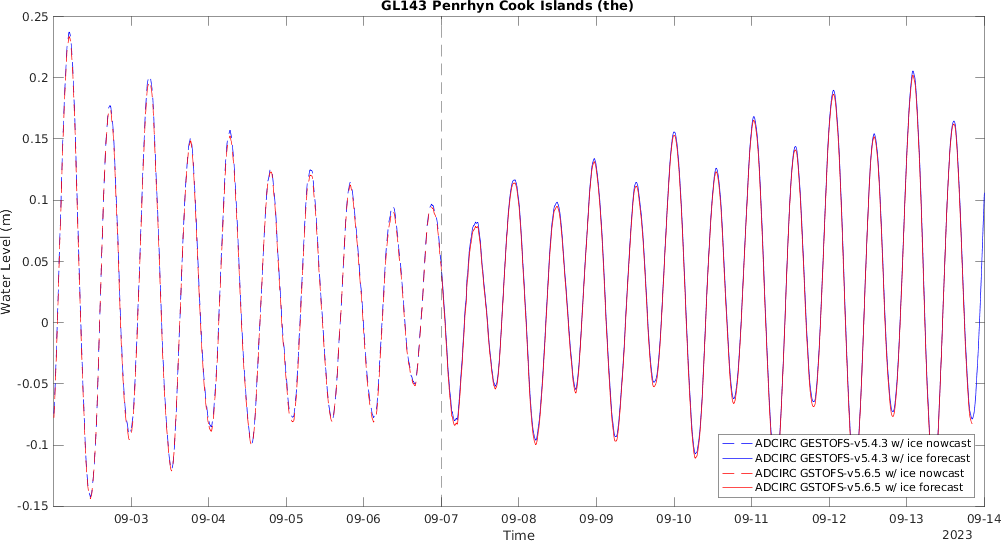 GL143 Penrhyn Cook Islands (the)
0.25
0.2
0.15
0.1
0.05
0
-0.05
-0.1
-0.15
Water Level (m)
ADCIRC GESTOFS-v5.4.3 w/ ice nowcast
ADCIRC GESTOFS-v5.4.3 w/ ice forecast
ADCIRC GSTOFS-v5.6.5 w/ ice nowcast
ADCIRC GSTOFS-v5.6.5 w/ ice forecast
09-03 09-04 09-05 09-06 09-07 09-08 09-09 09-10 09-11 09-12 09-13 09-14
Time
2023